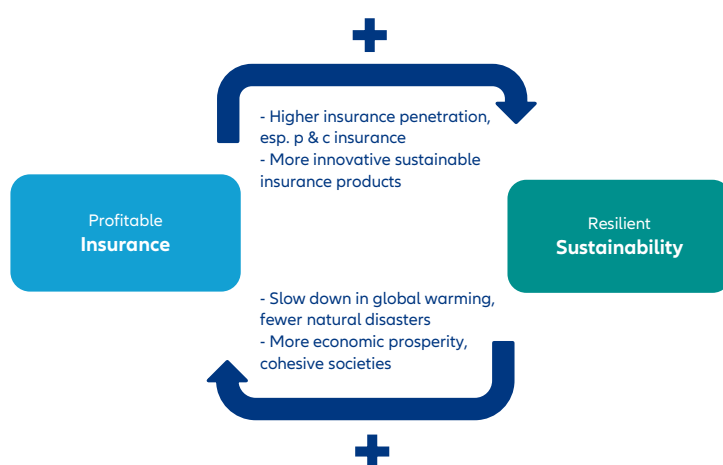 - Higher insurance penetration,
esp. p & c insurance
- More innovative sustainable
insurance products
Profitable
Insurance
Resilient
Sustainability
- Slow down in global warming,
fewer natural disasters
- More economic prosperity,
cohesive societies